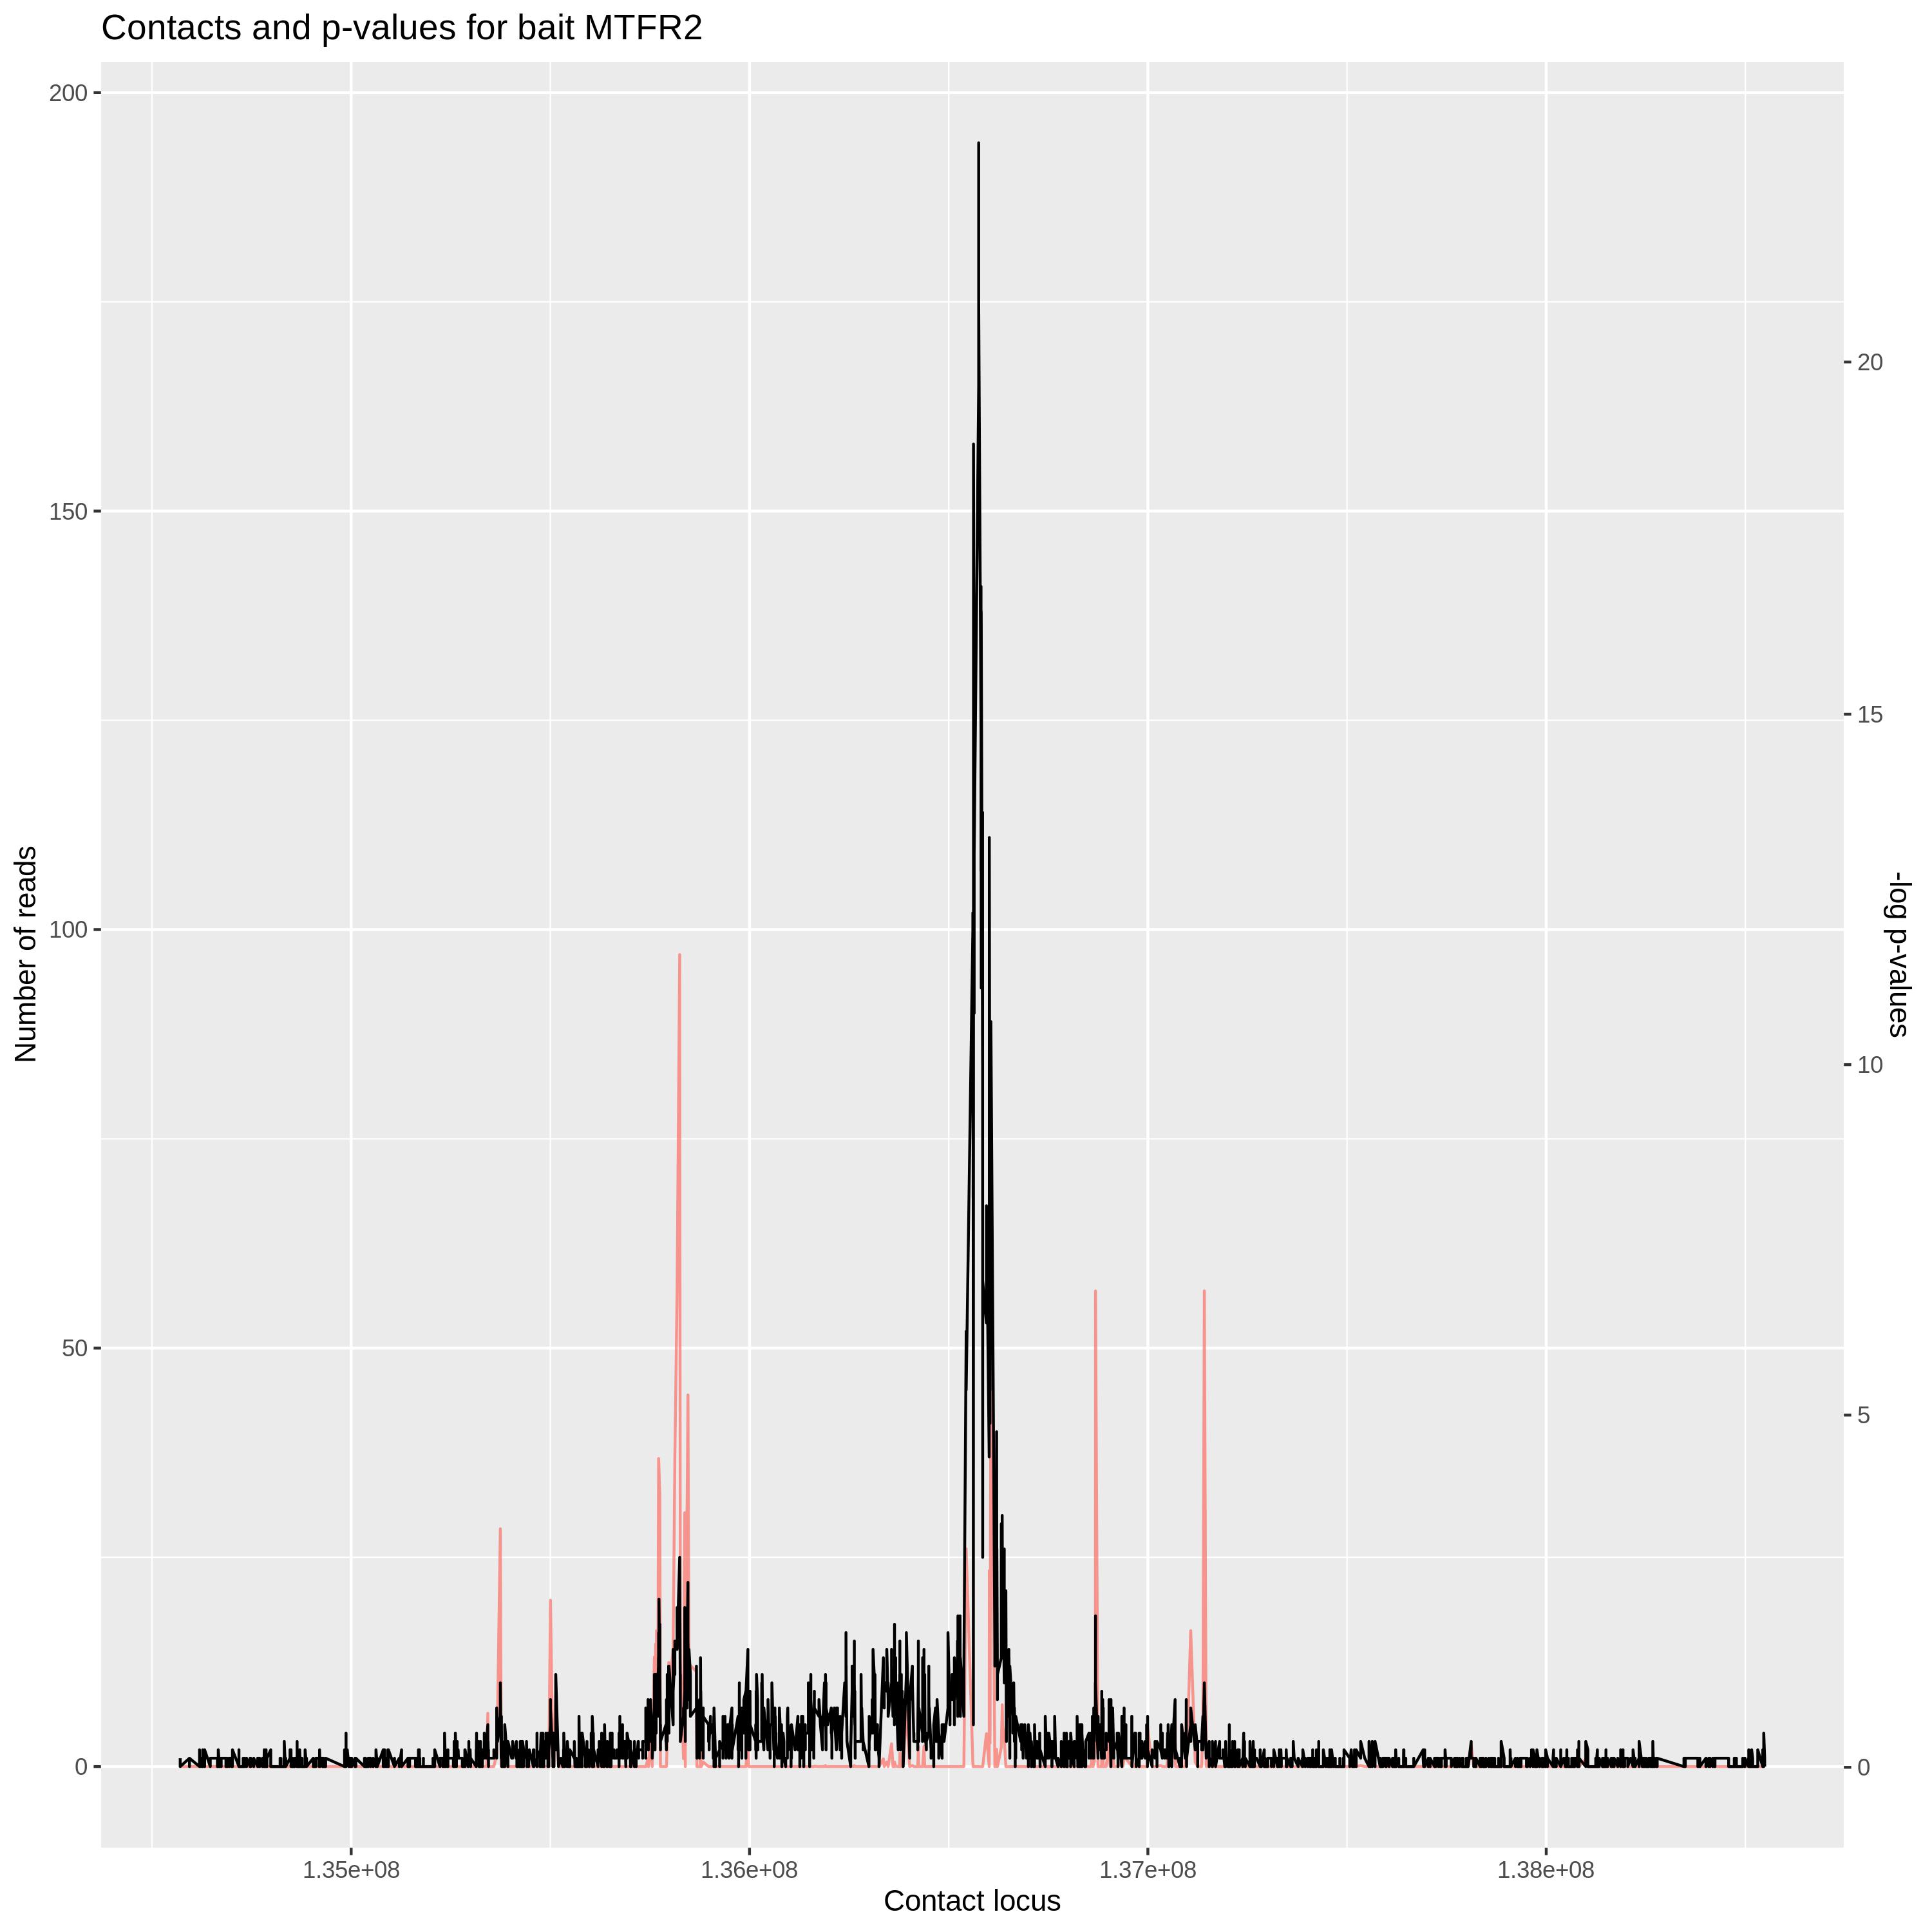 Contacts and p-values for bait MTFR2
200
150
100
50
0
Number of reads
20
15
10
5
0
-log p-values
1.35e+08
1.36e+08
1.37e+08
1.38e+08
Contact locus